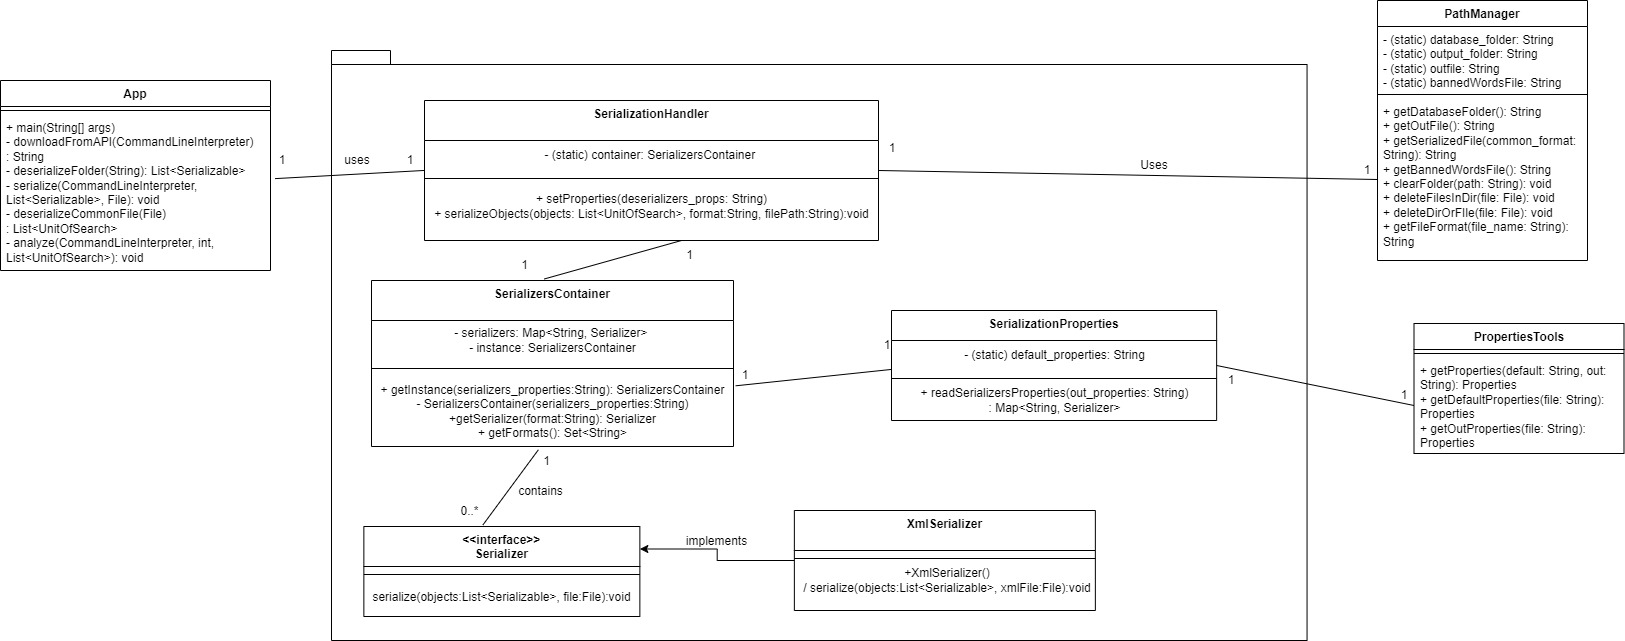 App
+ main(String[] args)
- downloadFromAPI(CommandLineInterpreter)
: String
- deserializeFolder(String): List<Serializable>
- serialize(CommandLineInterpreter,
List<Serializable>, File): void
- deserializeCommonFile(File)
: List<UnitOfSearch>
- analyze(CommandLineInterpreter, int,
List<UnitOfSearch>): void
1
uses
1
SerializationHandler
- (static) container: SerializersContainer
+ setProperties(deserializers_props: String)
+ serializeObjects(objects: List<UnitOfSearch>, format:String, filePath:String):void
1
Uses
1
PathManager
- (static) database_folder: String
- (static) output_folder: String
- (static) outfile: String
- (static) bannedWordsFile: String
+ getDatabaseFolder(): String
+ getOutFile(): String
+ getSerializedFile(common_format:
String): String
+ getBannedWordsFile(): String
+ clearFolder(path: String): void
+ deleteFilesInDir(file: File): void
+ deleteDirOrFIle(file: File): void
+ getFileFormat(file_name: String):
String
1
1
SerializersContainer
- serializers: Map<String, Serializer>
- instance: SerializersContainer
+ getInstance(serializers_properties:String): SerializersContainer
- SerializersContainer(serializers_properties:String)
+getSerializer(format:String): Serializer
+ getFormats(): Set<String>
1
1
SerializationProperties
- (static) default_properties: String
+ readSerializersProperties(out_properties: String)
: Map<String, Serializer>
1
1
PropertiesTools
+ getProperties(default: String, out:
String): Properties
+ getDefaultProperties(file: String):
Properties
+ getOutProperties(file: String):
Properties
1
contains
0..*
<<interface>>
Serializer
serialize(objects:List<Serializable>, file:File):void
implements
XmlSerializer
+XmlSerializer()
/ serialize(objects:List<Serializable>, xmlFile:File):void